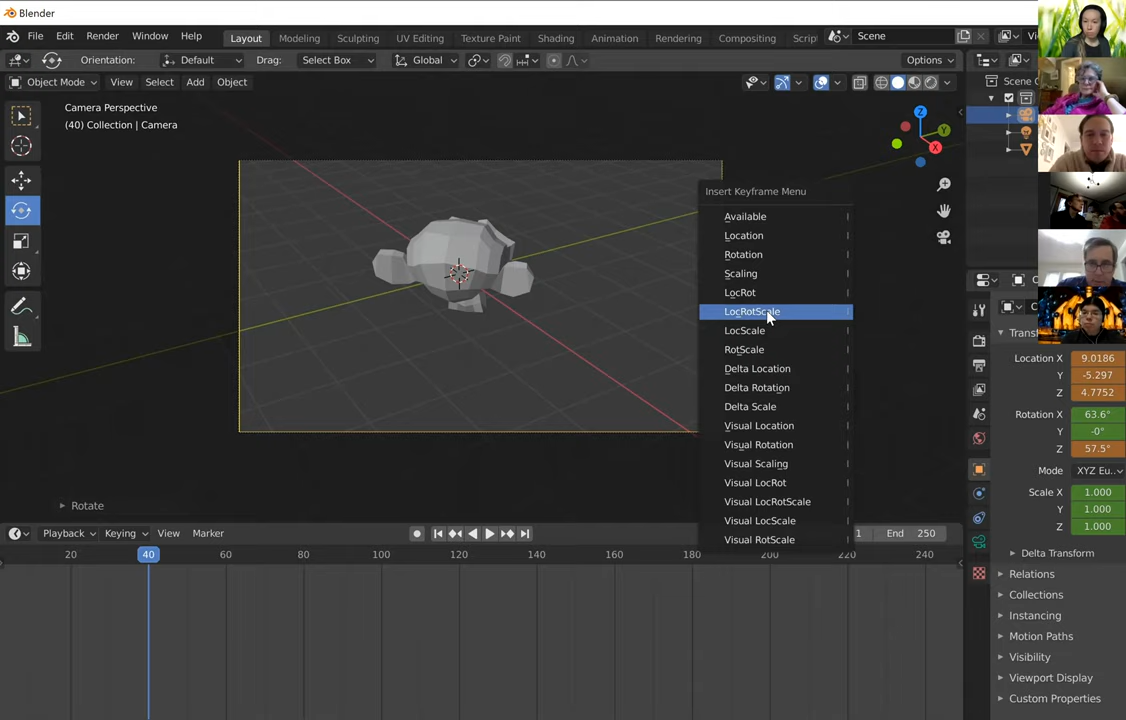 Blender
File Edit Render Window Help Layout Modeling Sculpting UV Editing Texture Paint Shading Animation Rendering Compositing Scrip Scene
Orientation: Default Drag: Select Box Global Options
Object Mode View Select Add Object
Scene
Camera Perspective
(40) Collection | Camera
Z
Y
X
Insert Keyframe Menu
Available
Location
Rotation
Scaling
LocRot
LocRotScale
LocScale
RotScale
Delta Location
Delta Rotation
Delta Scale
Visual Location
Visual Rotation
Visual Scaling
Visual LocRot
Visual LocRotScale
Visual LocScale
Visual RotScale
Transf
Location X 9.0186
Y -5.297
Z 4.7752
Rotation X 63.6°
Y -0°
Z 57.5°
Mode XYZ Eu..
Scale X 1.000
Y 1.000
Z 1.000
Delta Transform
Relations
Collections
Instancing
Motion Paths
Visibility
Viewport Display
Custom Properties
Rotate
Playback Keying View Marker 1 End 250
20 40 60 80 100 120 140 160 180 200 220 240